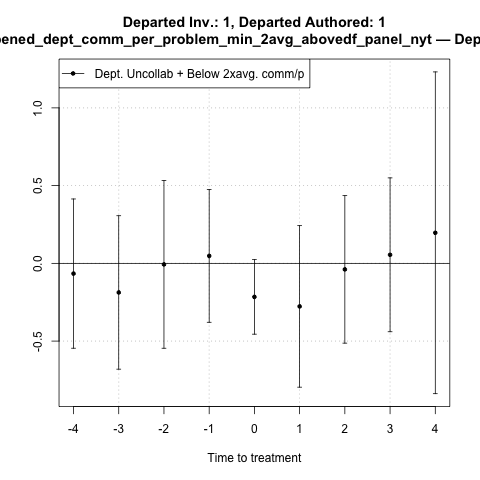 Departed Inv.: 1, Departed Authored: 1
pened_dept_comm_per_problem_min_2avg_abovedf_panel_nyt — Dep
Dept. Uncollab + Below 2xavg. comm/p
1.0
0.5
0.0
-0.5
-4 -3 -2 -1 0 1 2 3 4
Time to treatment